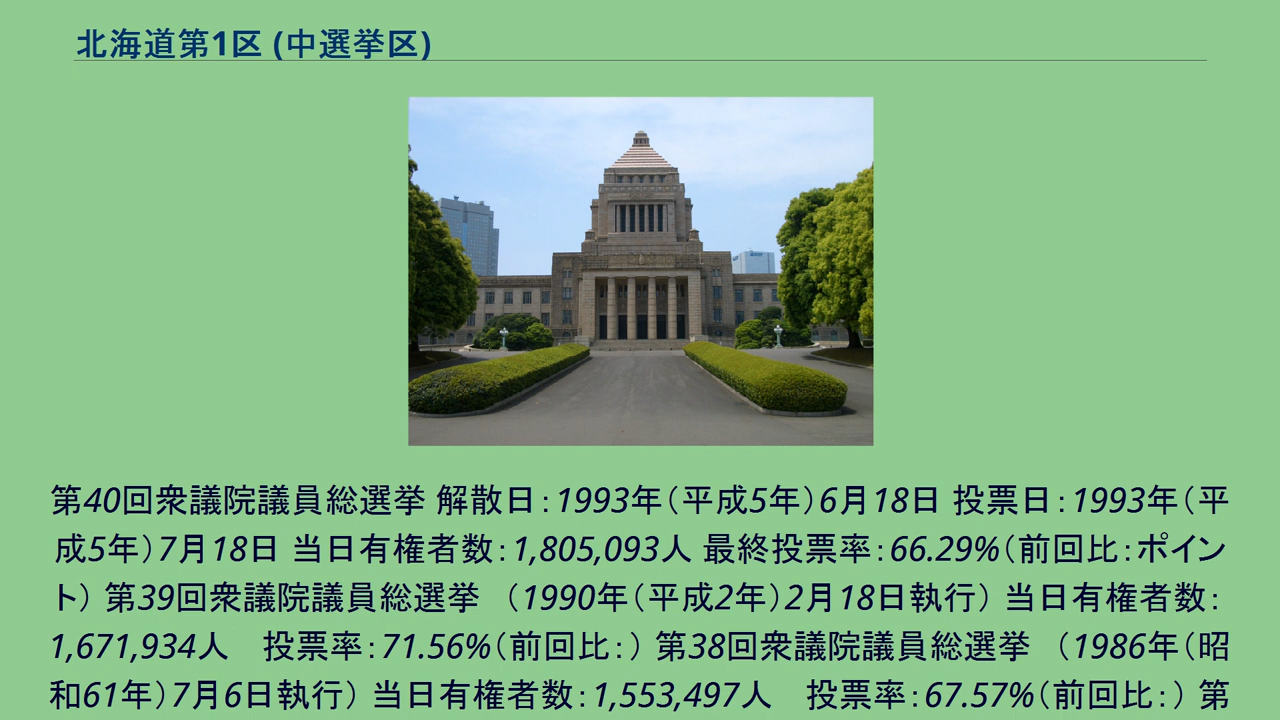 北海道第1区 (中選挙区)
第40回衆議院議員総選挙 解散日：1993年（平成5年）6月18日 投票日：1993年（平
成5年）7月18日 当日有権者数：1,805,093人 最終投票率：66.29%（前回比：ポイン
ト） 第39回衆議院議員総選挙　（1990年（平成2年）2月18日執行） 当日有権者数：
1,671,934人　投票率：71.56%（前回比：） 第38回衆議院議員総選挙　（1986年（昭
和61年）7月6日執行） 当日有権者数：1,553,497人　投票率：67.57%（前回比：） 第